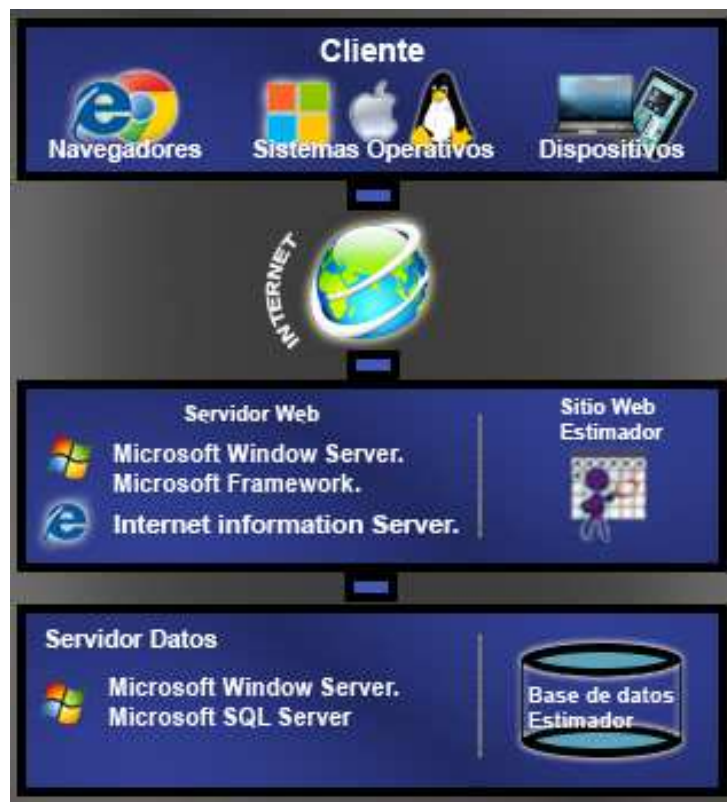 Cliente
Navegadores
Sistemas Operativos
Dispositivos
INTERNET
Servidor Web
Microsoft Window Server.
Microsoft Framework.
Internet information Server.
Sitio Web
Estimador
Servidor Datos
Microsoft Window Server.
Microsoft SQL Server
Base de datos
Estimador